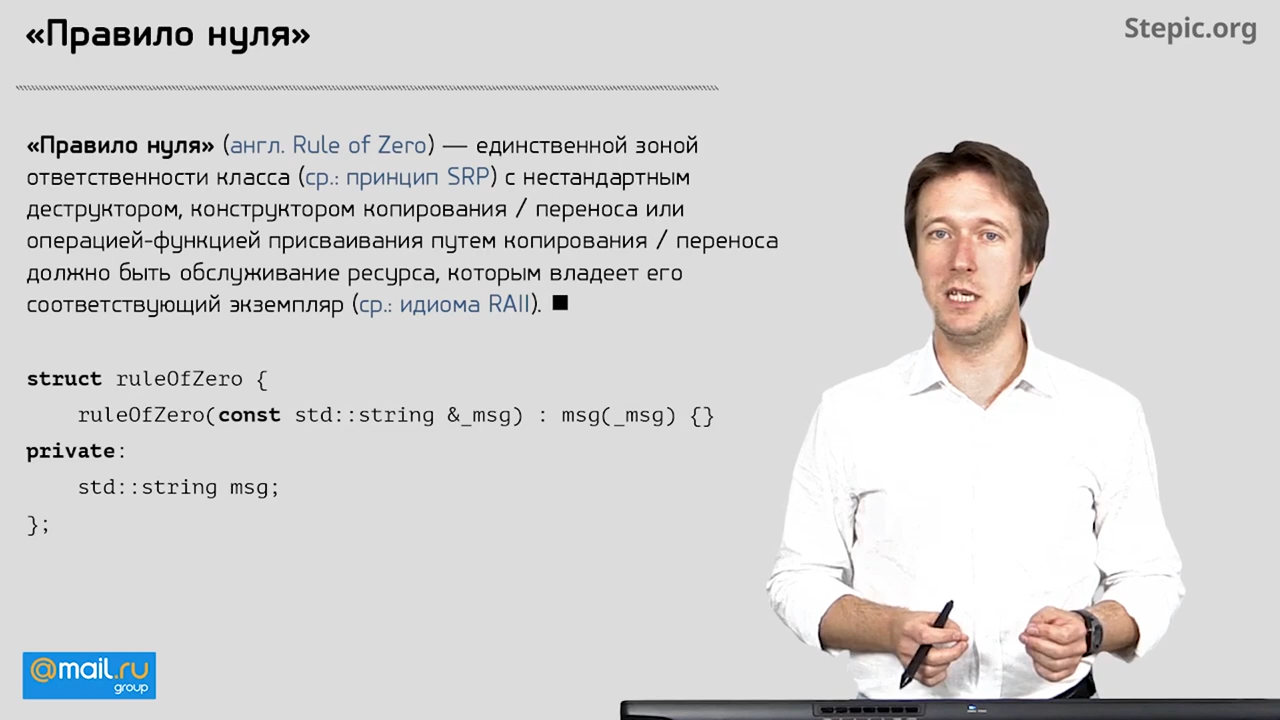 «Правило нуля»
Stepic.org
«Правило нуля» (англ. Rule of Zero) — единственной зоной
ответственности класса (ср.: принцип SRP) с нестандартным
деструктором, конструктором копирования / переноса или
операцией-функцией присваивания путем копирования / переноса
должно быть обслуживание ресурса, которым владеет его
соответствующий экземпляр (ср.: идиома RAII). ■
struct ruleOfZero {
    ruleOfZero(const std::string &_msg) : msg(_msg) {}
private:
    std::string msg;
};
@mail.ru
group